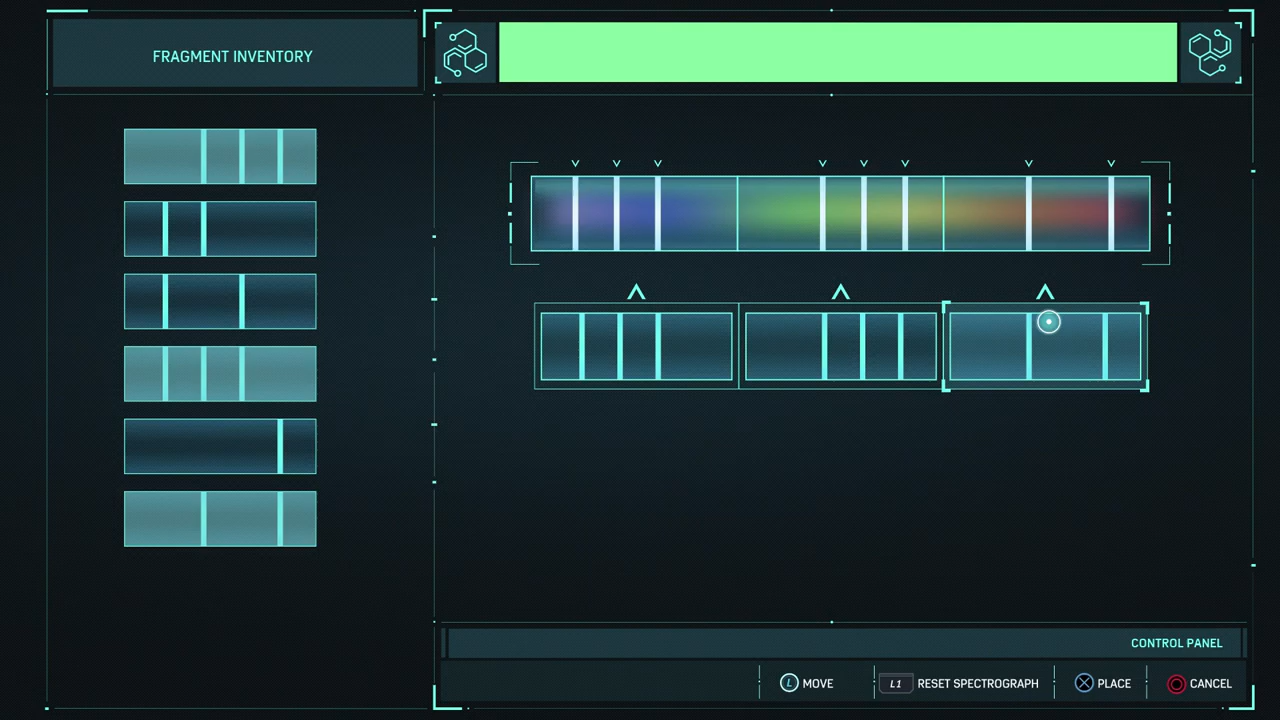 FRAGMENT INVENTORY
CONTROL PANEL
L MOVE
L1 RESET SPECTROGRAPH
PLACE
CANCEL